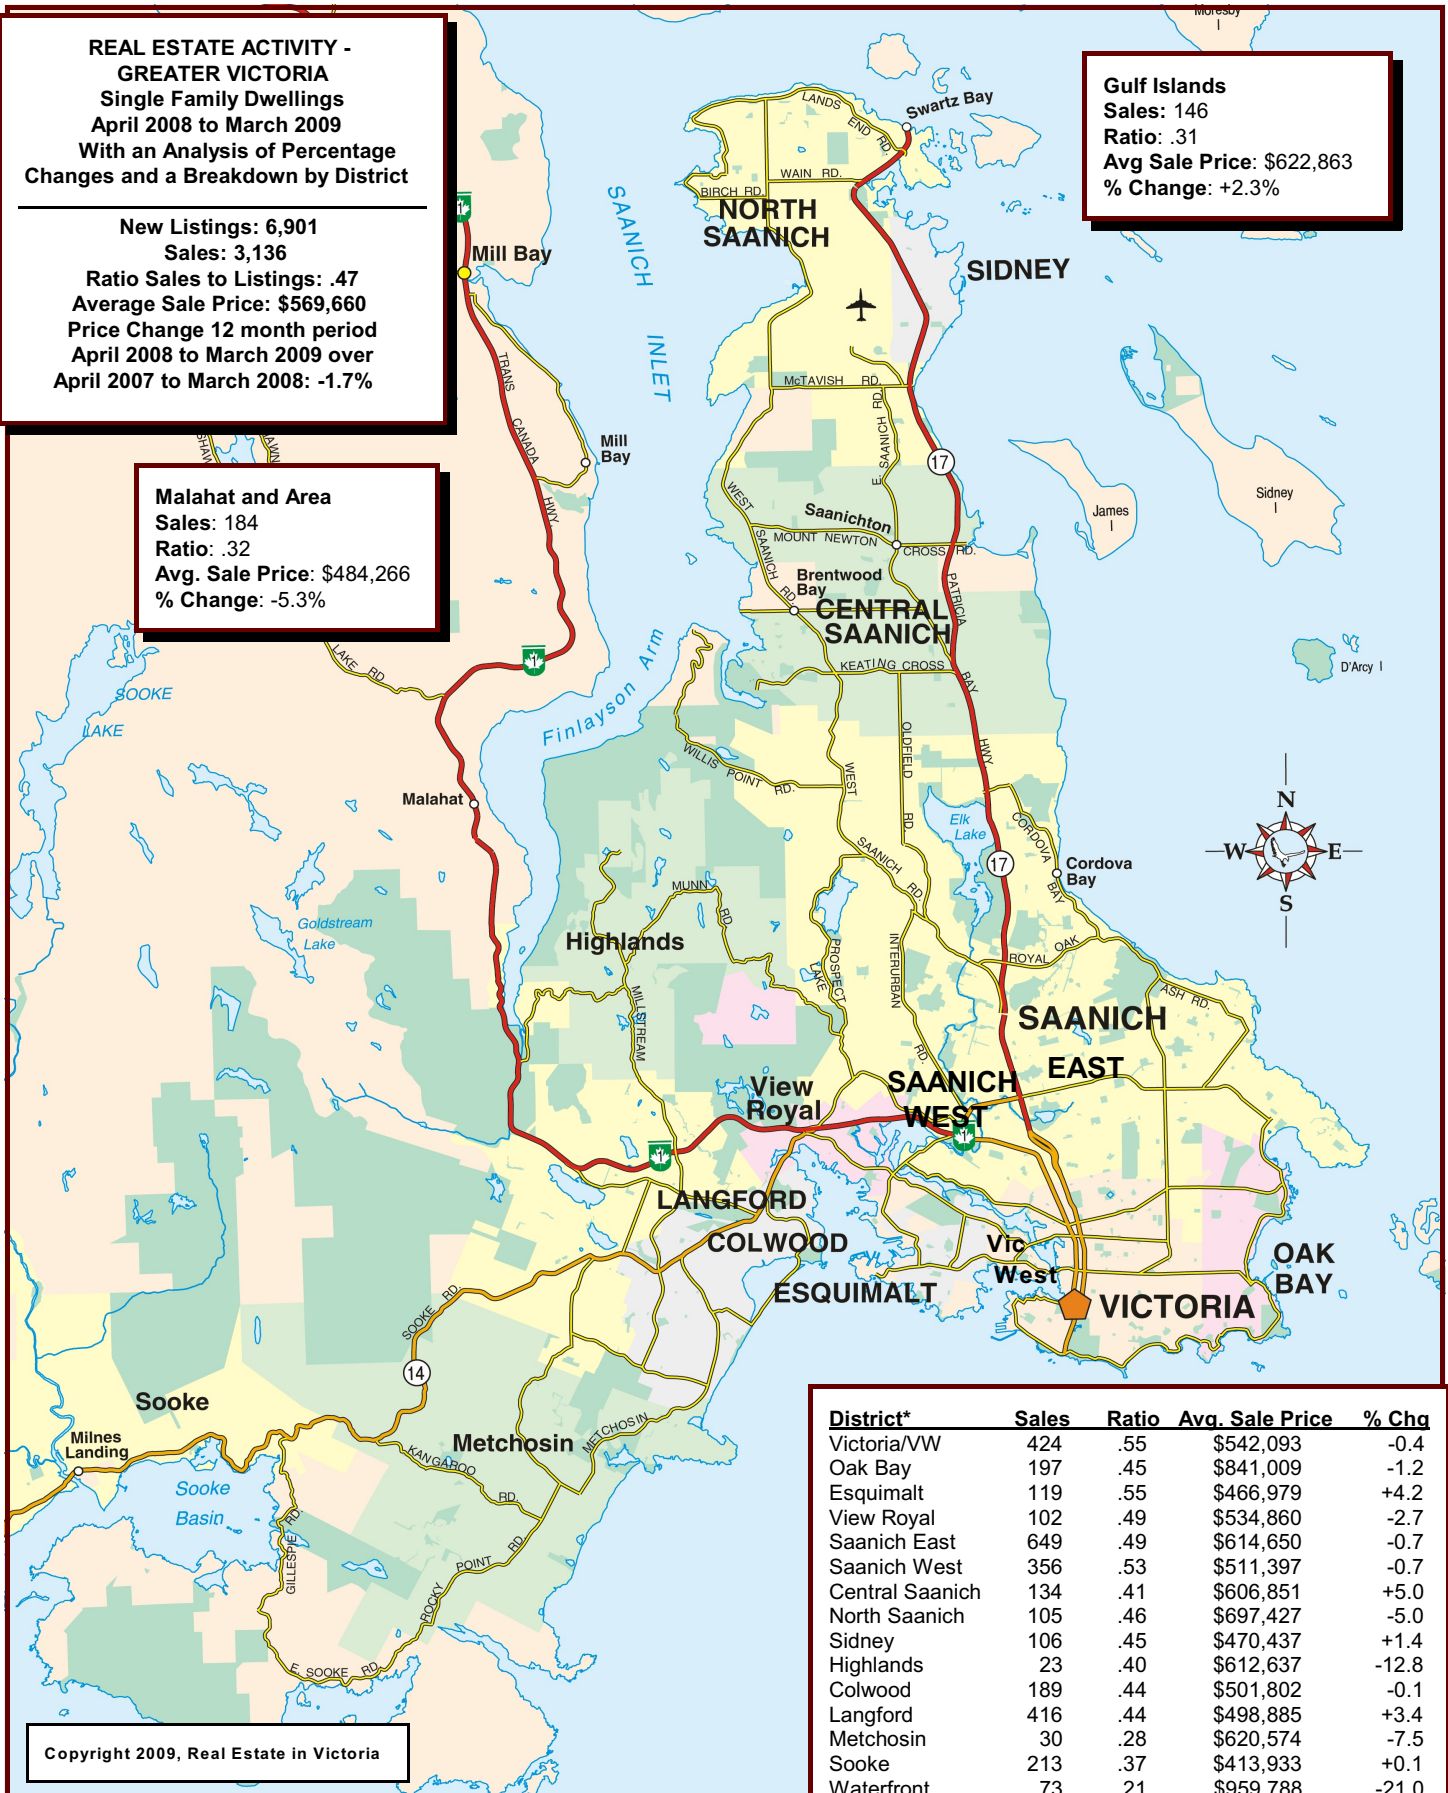 REAL ESTATE ACTIVITY -
GREATER VICTORIA
Single Family Dwellings
April 2008 to March 2009
With an Analysis of Percentage
Changes and a Breakdown by District
New Listings: 6,901
Sales: 3,136
Ratio Sales to Listings: .47
Average Sale Price: $569,660
Price Change 12 month period
April 2008 to March 2009 over
April 2007 to March 2008: -1.7%
Moresby
I
Gulf Islands
Sales: 146
Ratio: .31
Avg Sale Price: $622,863
% Change: +2.3%
LANDS
END RD.
Swartz Bay
WAIN RD.
BIRCH RD.
NORTH
SAANICH
SAANICH
INLET
1
Mill Bay
SIDNEY
TRANS
CANADA
HWY.
McTAVISH RD.
E. SAANICH RD.
Mill
Bay
17
Malahat and Area
Sales: 184
Ratio: .32
Avg. Sale Price: $484,266
% Change: -5.3%
WEST
SAANICH
RD.
Saanichton
MOUNT NEWTON
CROSS RD.
James
I
Sidney
I
Brentwood
Bay
CENTRAL
SAANICH
PATRICIA
BAY
HWY.
KEATING CROSS
D'Arcy I
LAKE RD.
1
SOOKE
LAKE
Finlayson Arm
OLDFIELD
RD.
WILLIS POINT RD.
WEST
SAANICH
RD.
Malahat
Elk
Lake
17
CORDOVA
BAY
Cordova
Bay
N
W
E
S
MUNN
RD.
Goldstream
Lake
Highlands
PROSPECT
LAKE
INTERURBAN
RD.
ROYAL OAK
ASH RD.
MILLSTREAM
SAANICH
EAST
View
Royal
SAANICH
WEST
1
1
LANGFORD
COLWOOD
ESQUIMALT
Vic
West
VICTORIA
OAK
BAY
SOOKE RD.
14
Sooke
Milnes
Landing
Metchosin
METCHOSIN
KANGAROO
RD.
Sooke
Basin
GILLESPIE RD.
ROCKY POINT RD.
E. SOOKE RD.
Copyright 2009, Real Estate in Victoria
District* Sales Ratio Avg. Sale Price % Chg
Victoria/VW 424 .55 $542,093 -0.4
Oak Bay 197 .45 $841,009 -1.2
Esquimalt 119 .55 $466,979 +4.2
View Royal 102 .49 $534,860 -2.7
Saanich East 649 .49 $614,650 -0.7
Saanich West 356 .53 $511,397 -0.7
Central Saanich 134 .41 $606,851 +5.0
North Saanich 105 .46 $697,427 -5.0
Sidney 106 .45 $470,437 +1.4
Highlands 23 .40 $612,637 -12.8
Colwood 189 .44 $501,802 -0.1
Langford 416 .44 $498,885 +3.4
Metchosin 30 .28 $620,574 -7.5
Sooke 213 .37 $413,933 +0.1
Waterfront 73 .21 $959,788 -21.0